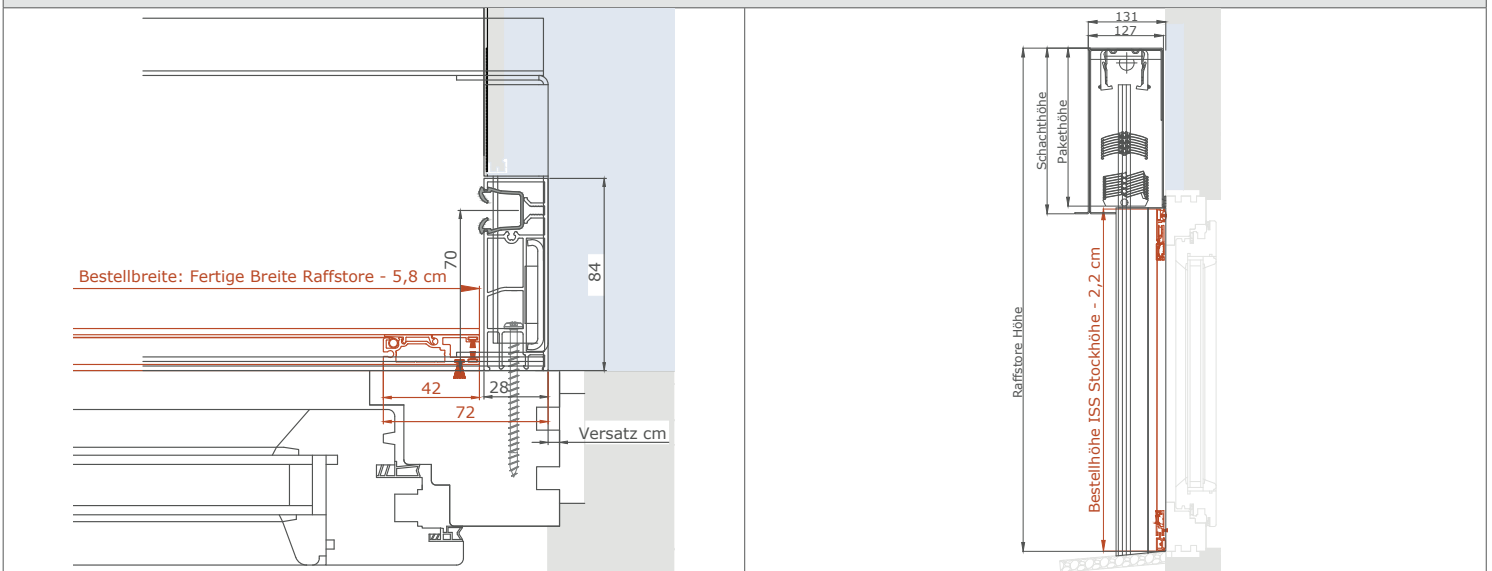 Bestellbreite: Fertige Breite Raffstore - 5,8 cm
70
84
42
28
72
Versatz cm
131
127
Schachthöhe
Pakethöhe
Raffstore Höhe
Bestellhöhe ISS Stockhöhe - 2,2 cm